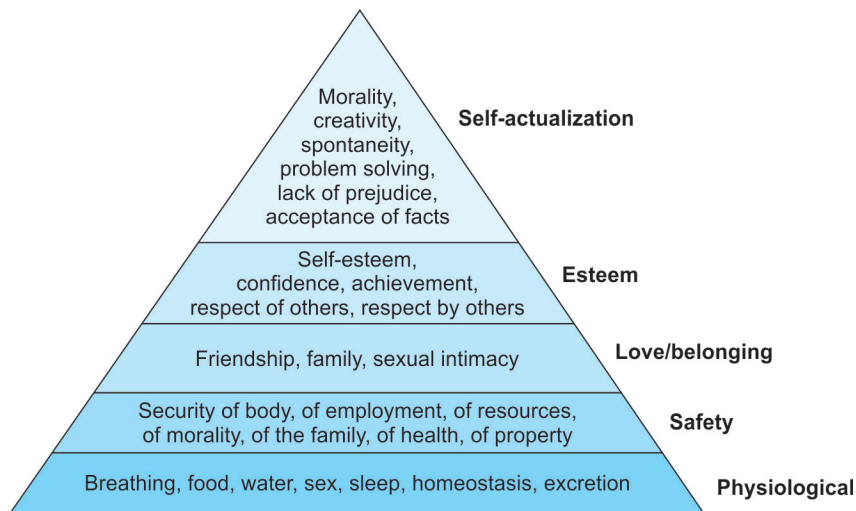 Morality,
creativity,
spontaneity,
problem solving,
lack of prejudice,
acceptance of facts
Self-actualization
Self-esteem,
confidence, achievement,
respect of others, respect by others
Esteem
Friendship, family, sexual intimacy
Love/belonging
Security of body, of employment, of resources,
of morality, of the family, of health, of property
Safety
Breathing, food, water, sex, sleep, homeostasis, excretion
Physiological